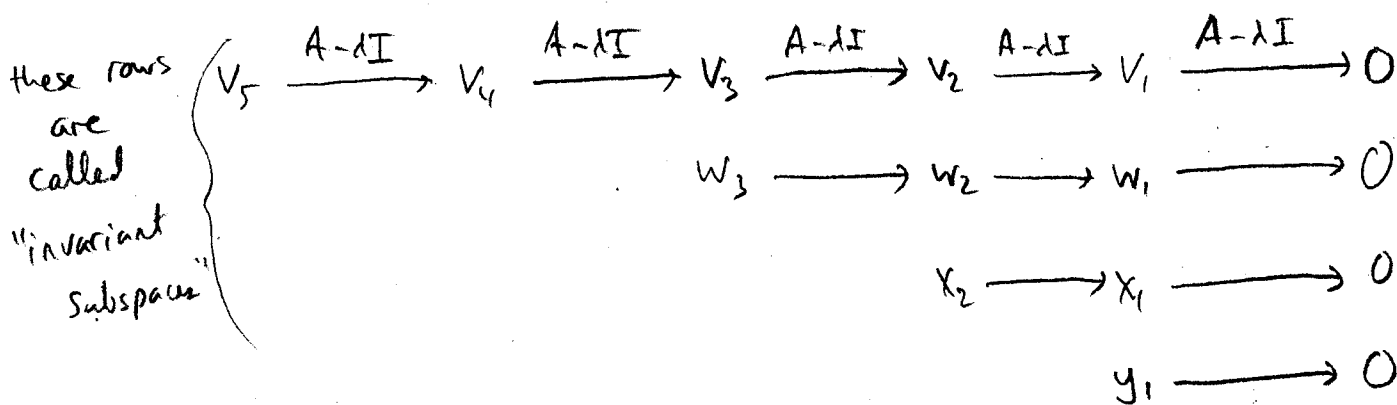 these rows
are
called
"invariant
subspaces"
V₅ —A-λI→ V₄ —A-λI→ V₃ —A-λI→ V₂ —A-λI→ V₁ —A-λI→ 0
W₃ → W₂ → W₁ → 0
X₂ → X₁ → 0
y₁ → 0